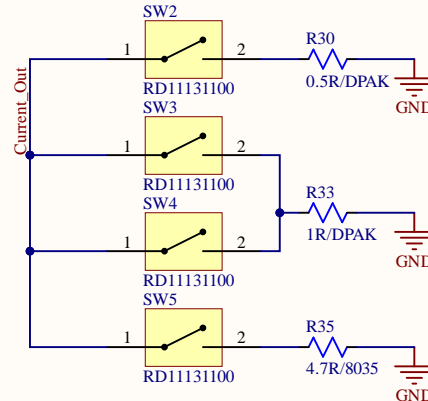 SW2
1
2
RD11131100
R30
0.5R/DPAK
GND
Current_Out
SW3
1
2
RD11131100
SW4
1
2
RD11131100
R33
1R/DPAK
GND
SW5
1
2
RD11131100
R35
4.7R/8035
GND